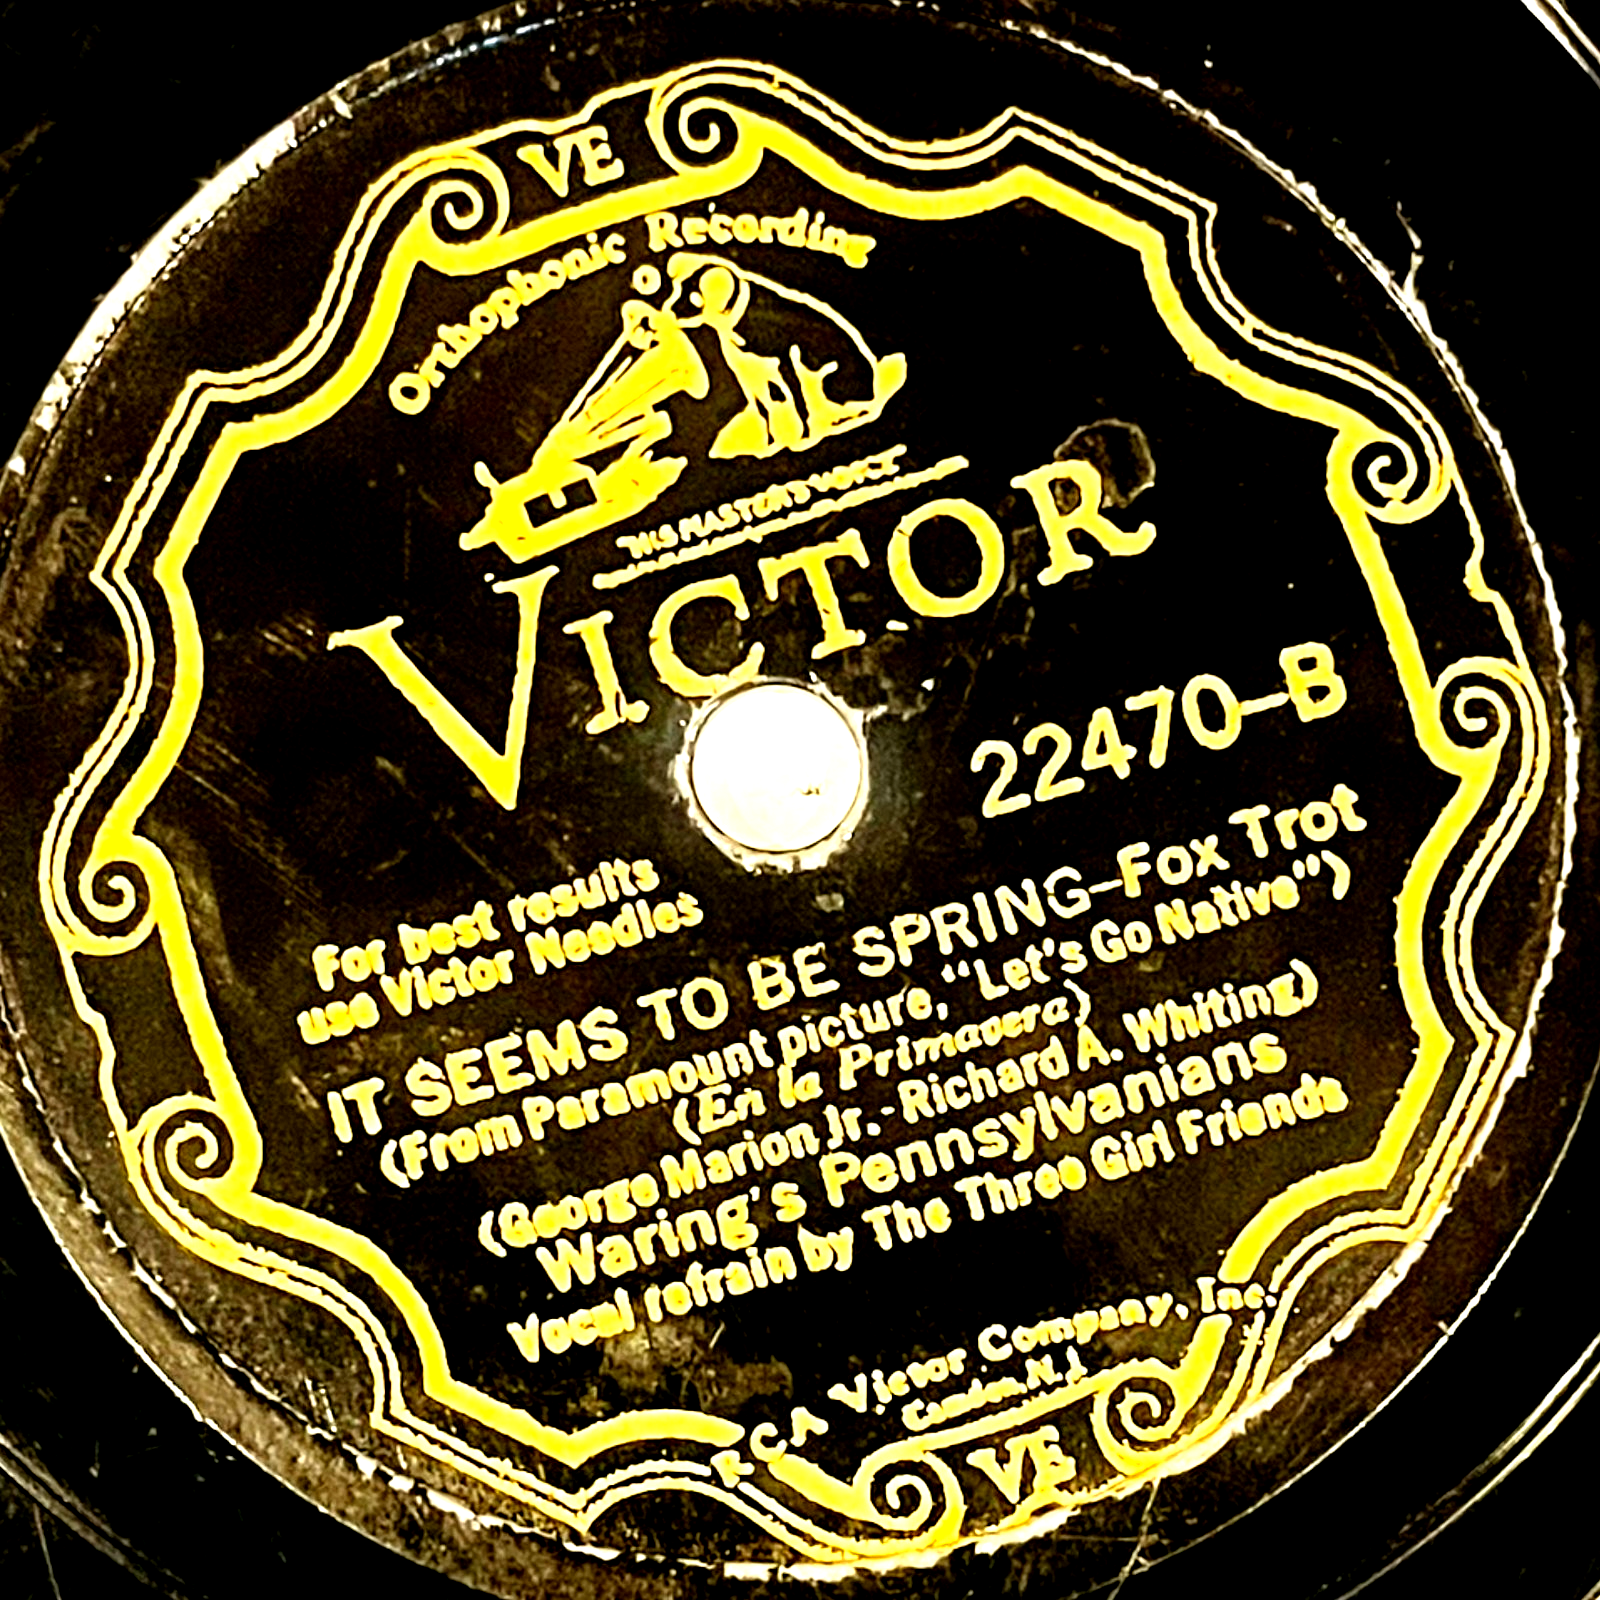 VE
Orthophonic Recording
"HIS MASTER'S VOICE"
VICTOR
22470-B
For best results
use Victor Needles
IT SEEMS TO BE SPRING-Fox Trot
(From Paramount picture, "Let's Go Native")
(En la Primavera)
(George Marion Jr.-Richard A. Whiting)
Waring's Pennsylvanians
Vocal refrain by The Three Girl Friends
RCA Victor Company, Inc.
Camden, N.J.
VE